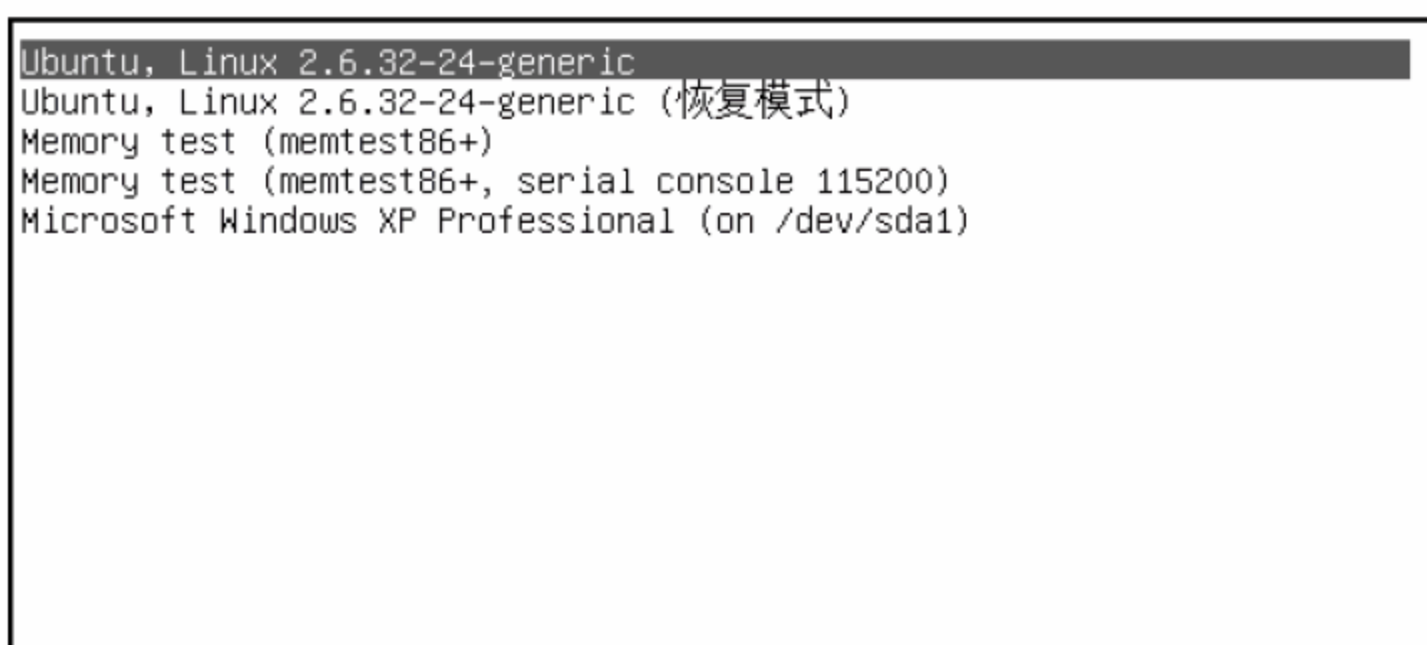 Ubuntu, Linux 2.6.32-24-generic
Ubuntu, Linux 2.6.32-24-generic (恢复模式)
Memory test (memtest86+)
Memory test (memtest86+, serial console 115200)
Microsoft Windows XP Professional (on /dev/sda1)